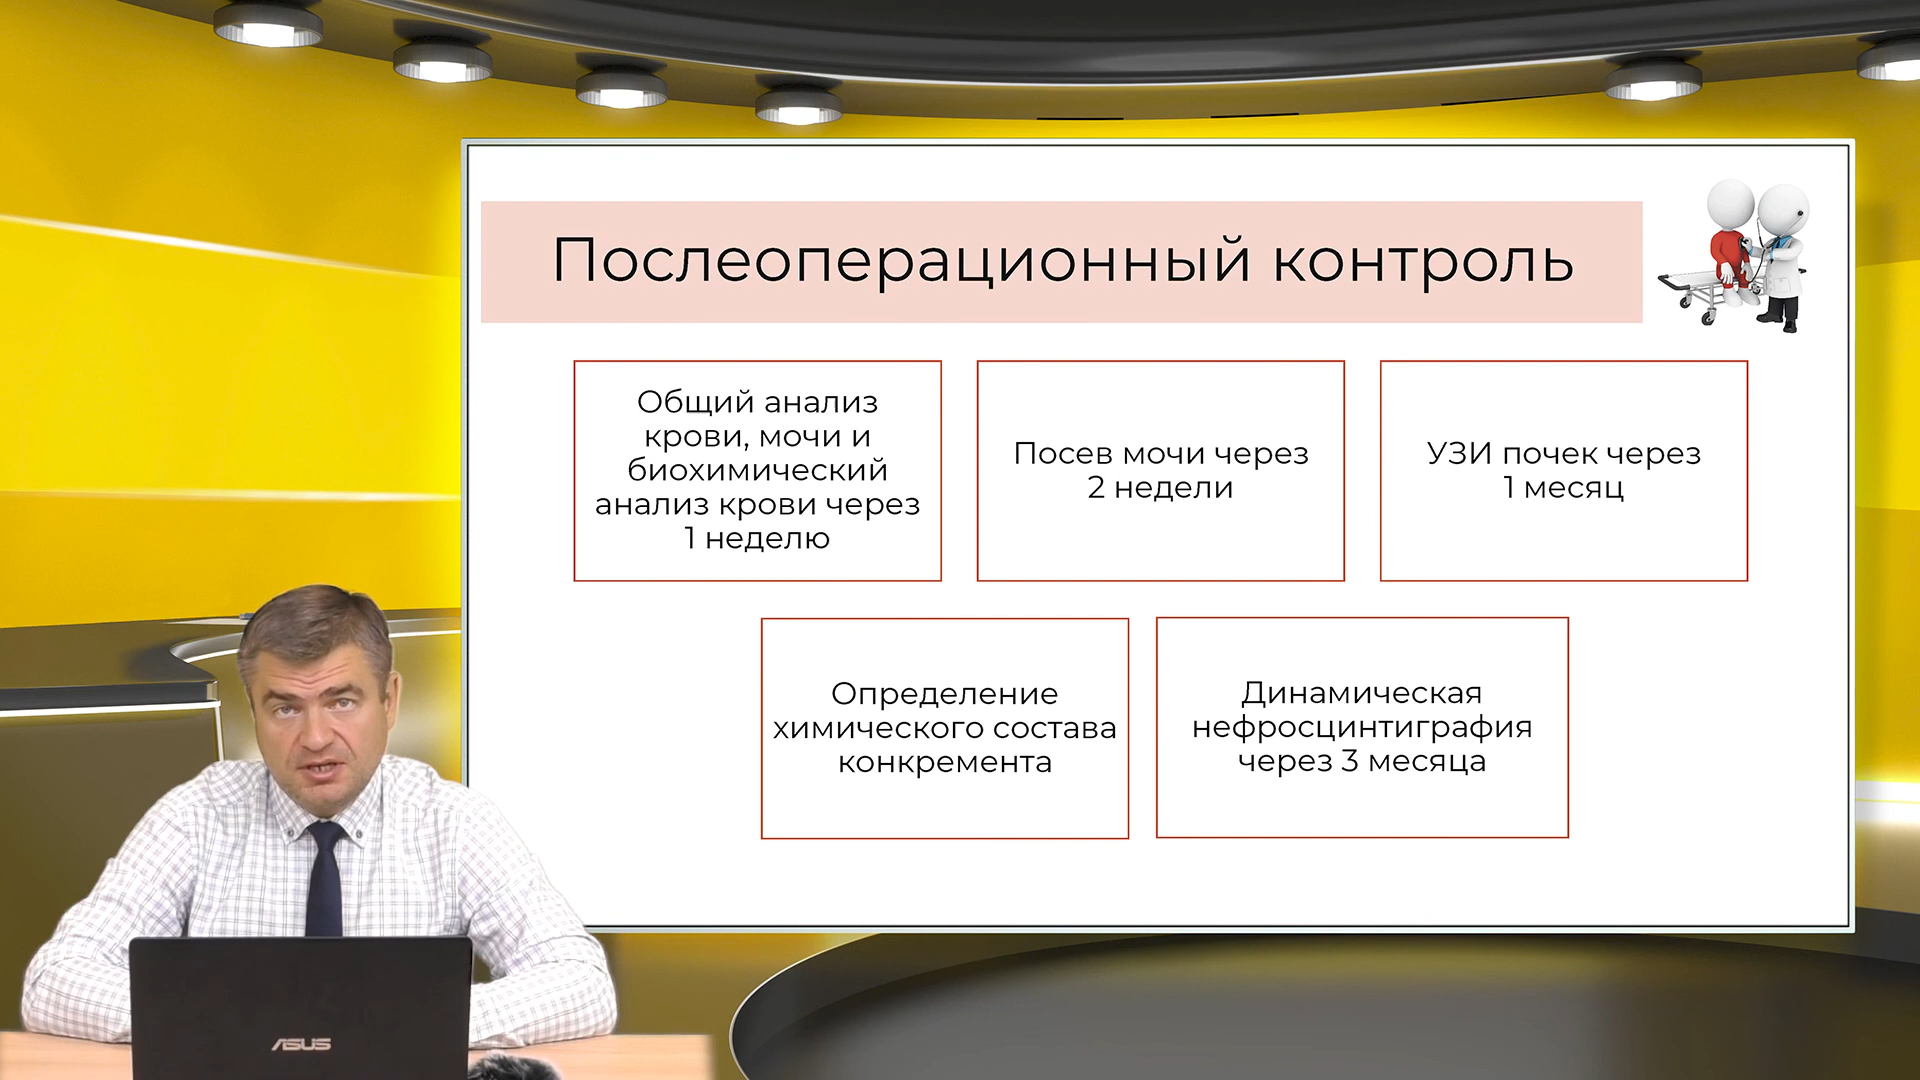 Послеоперационный контроль
Общий анализ
крови, мочи и
биохимический
анализ крови через
1 неделю
Посев мочи через
2 недели
УЗИ почек через
1 месяц
Определение
химического состава
конкремента
Динамическая
нефросцинтиграфия
через 3 месяца
ASUS